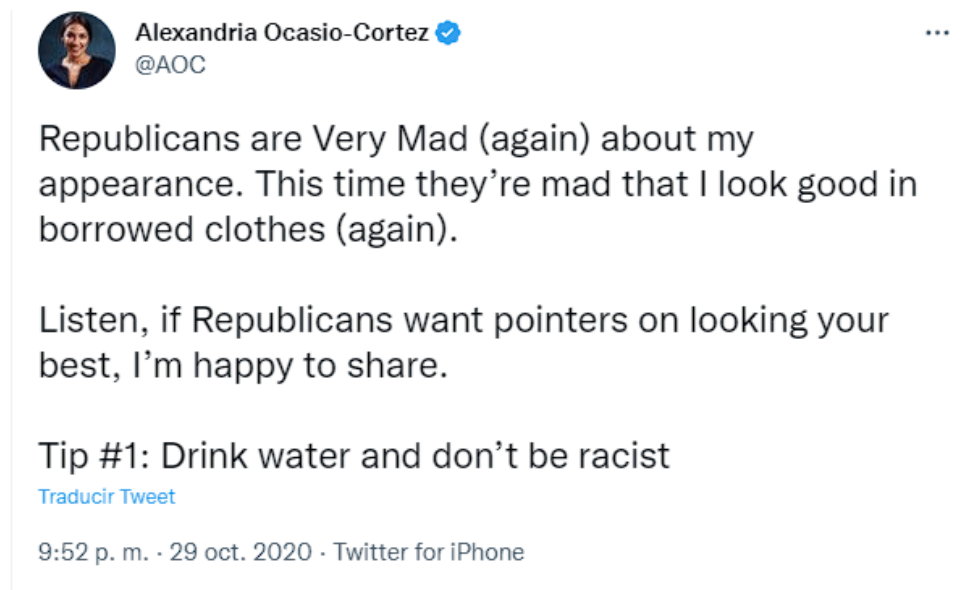 Alexandria Ocasio-Cortez
@AOC
Republicans are Very Mad (again) about my
appearance. This time they’re mad that I look good in
borrowed clothes (again).
Listen, if Republicans want pointers on looking your
best, I’m happy to share.
Tip #1: Drink water and don’t be racist
Traducir Tweet
9:52 p. m. · 29 oct. 2020 · Twitter for iPhone